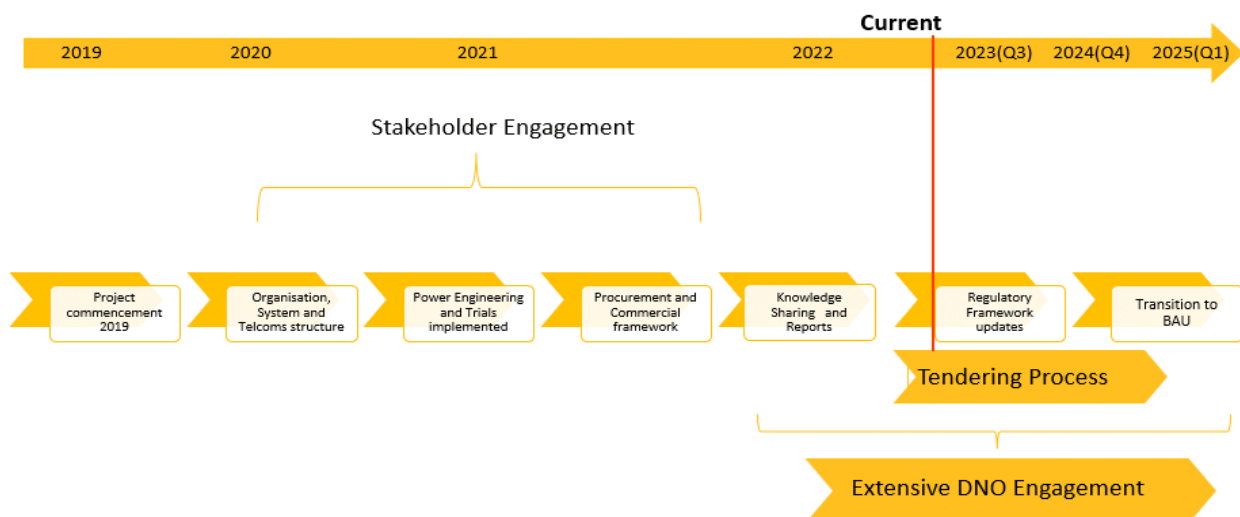 Current
2019 2020 2021 2022 2023(Q3) 2024(Q4) 2025(Q1)
Stakeholder Engagement
Project
commencement
2019
Organisation,
System and
Telcoms structure
Power Engineering
and Trials
implemented
Procurement and
Commercial
framework
Knowledge
Sharing and
Reports
Regulatory
Framework
updates
Transition to
BAU
Tendering Process
Extensive DNO Engagement